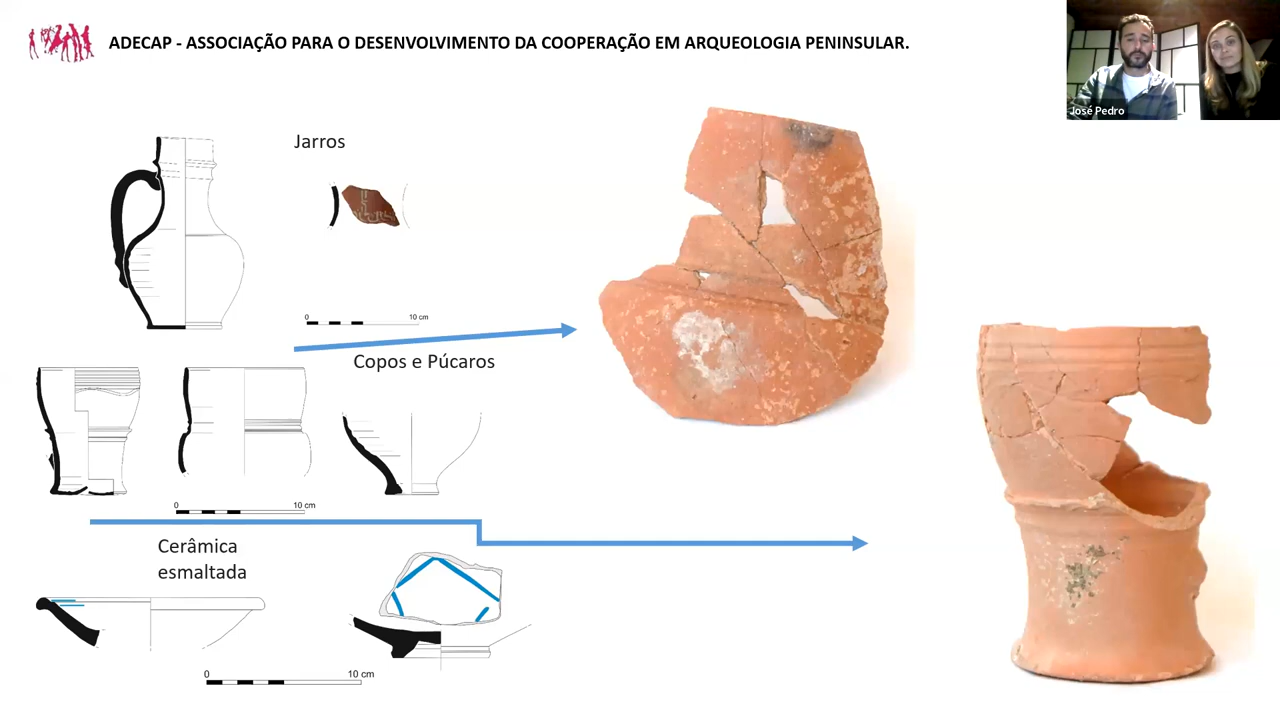 ADECAP - ASSOCIAÇÃO PARA O DESENVOLVIMENTO DA COOPERAÇÃO EM ARQUEOLOGIA PENINSULAR.
José Pedro
Jarros
10 cm
0
Copos e Púcaros
0
10 cm
Cerâmica
esmaltada
0
10 cm